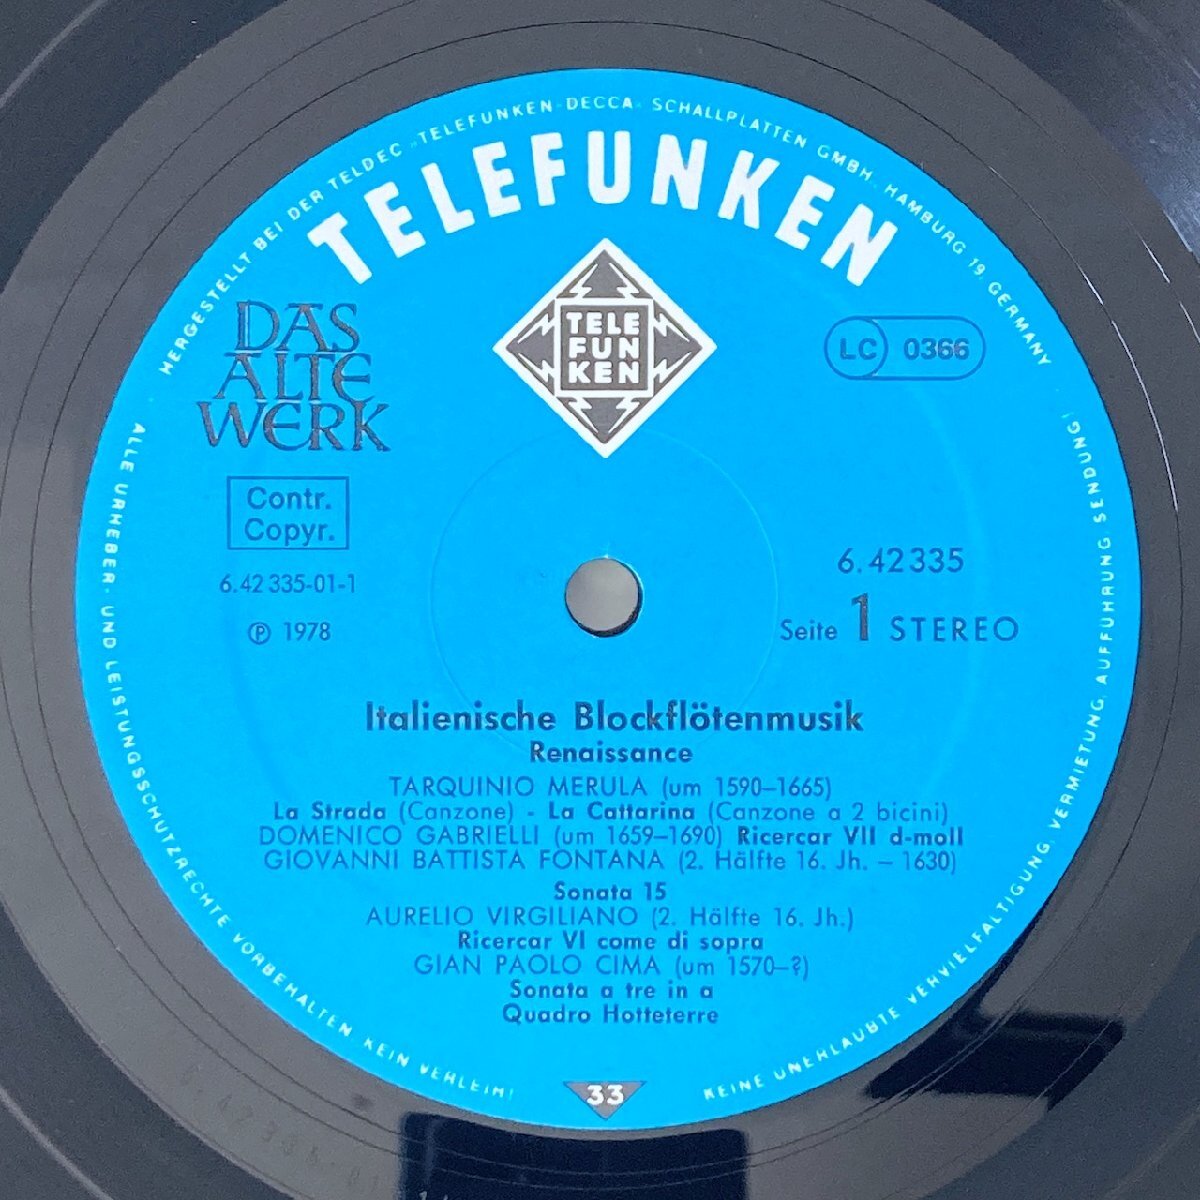 HERGESTELLT BEI DER TELDEC »TELEFUNKEN-DECCA« SCHALLPLATTEN GMBH. HAMBURG 19 GERMANY
TELEFUNKEN
DAS
ALTE
WERK
TELE
FUN
KEN
LC 0366
Contr.
Copyr.
6.42335-01-1
Ⓟ 1978
6.42335
Seite 1 STEREO
Italienische Blockflötenmusik
Renaissance
TARQUINIO MERULA (um 1590–1665)
La Strada (Canzone) - La Cattarina (Canzone a 2 bicini)
DOMENICO GABRIELLI (um 1659–1690) Ricercar VII d-moll
GIOVANNI BATTISTA FONTANA (2. Hälfte 16. Jh. – 1630)
Sonata 15
AURELIO VIRGILIANO (2. Hälfte 16. Jh.)
Ricercar VI come di sopra
GIAN PAOLO CIMA (um 1570–?)
Sonata a tre in a
Quadro Hotteterre
33
ALLE URHEBER- UND LEISTUNGSSCHUTZRECHTE VORBEHALTEN KEIN VERLEIH!
KEINE UNERLAUBTE VERVIELFÄLTIGUNG, VERMIETUNG, AUFFÜHRUNG SENDUNG!